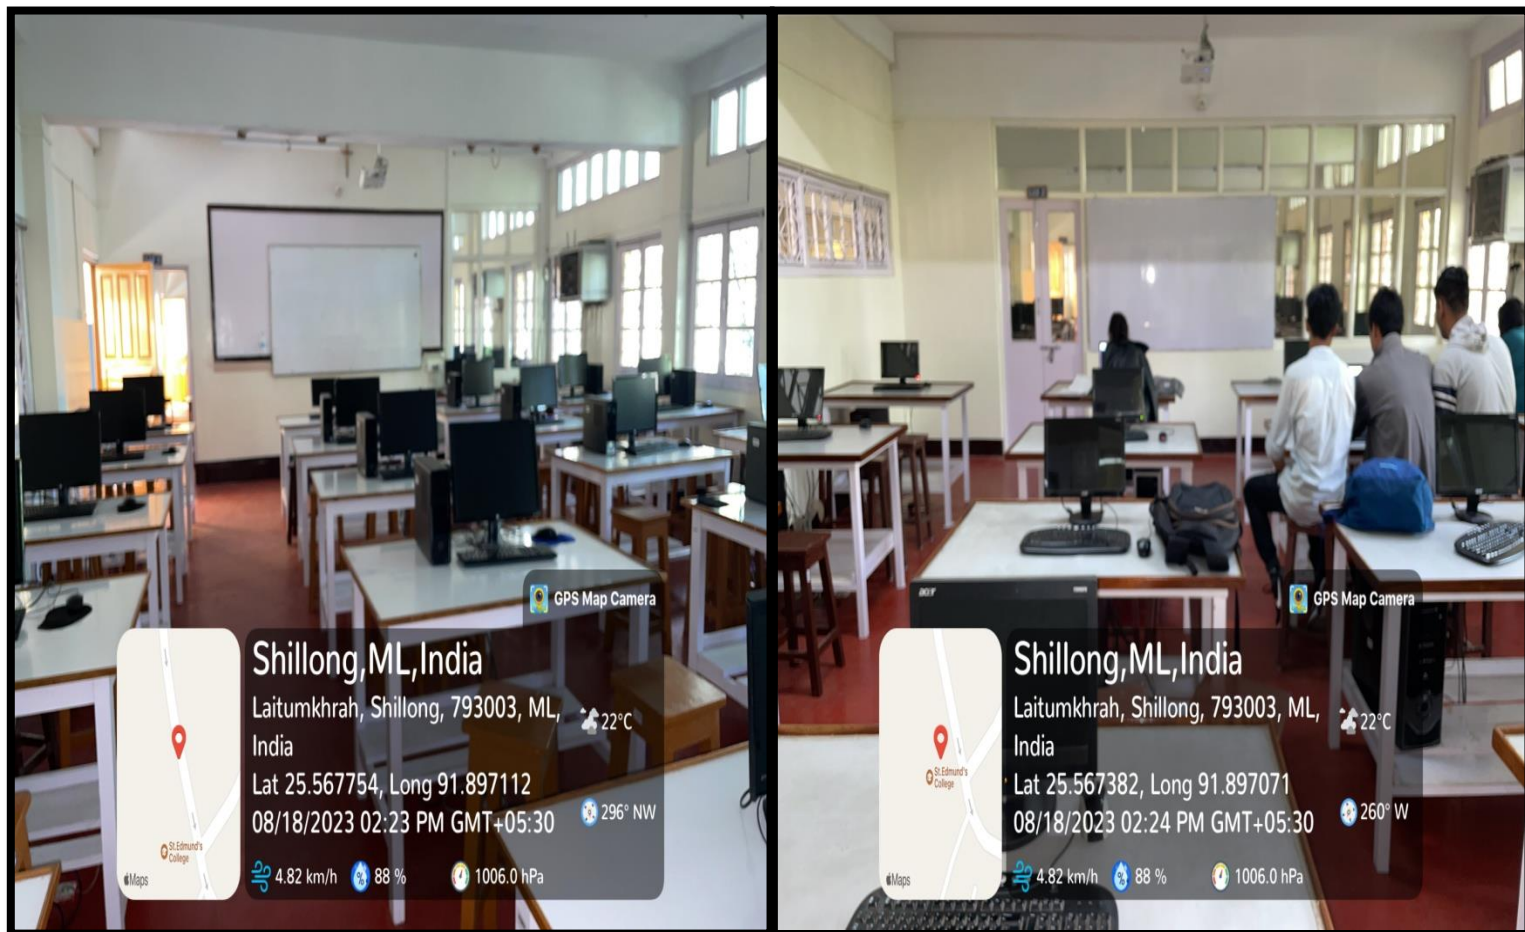 GPS Map Camera
Shillong,ML,India
Laitumkhrah, Shillong, 793003, ML,
India
22°C
Lat 25.567754, Long 91.897112
08/18/2023 02:23 PM GMT+05:30
296° NW
St.Edmund's
College
Maps
4.82 km/h
88 %
1006.0 hPa
acer
GPS Map Camera
Shillong,ML,India
Laitumkhrah, Shillong, 793003, ML,
India
22°C
Lat 25.567382, Long 91.897071
08/18/2023 02:24 PM GMT+05:30
260° W
St.Edmund's
College
Maps
4.82 km/h
88 %
1006.0 hPa